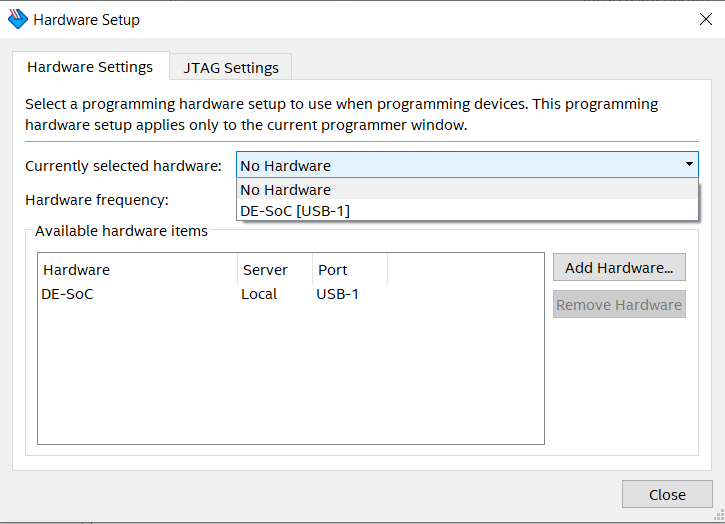 Hardware Setup
Hardware Settings
JTAG Settings
Select a programming hardware setup to use when programming devices. This programming
hardware setup applies only to the current programmer window.
Currently selected hardware:
No Hardware
No Hardware
DE-SoC [USB-1]
Hardware frequency:
Available hardware items
Hardware Server Port
DE-SoC Local USB-1
Add Hardware...
Remove Hardware
Close